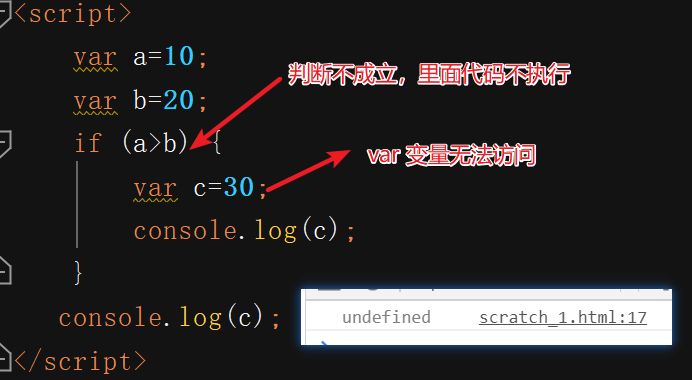 <script>
var a=10;
判断不成立，里面代码不执行
var b=20;
if (a>b) {
var 变量无法访问
var c=30;
console.log(c);
}
console.log(c);
undefined scratch_1.html:17
</script>